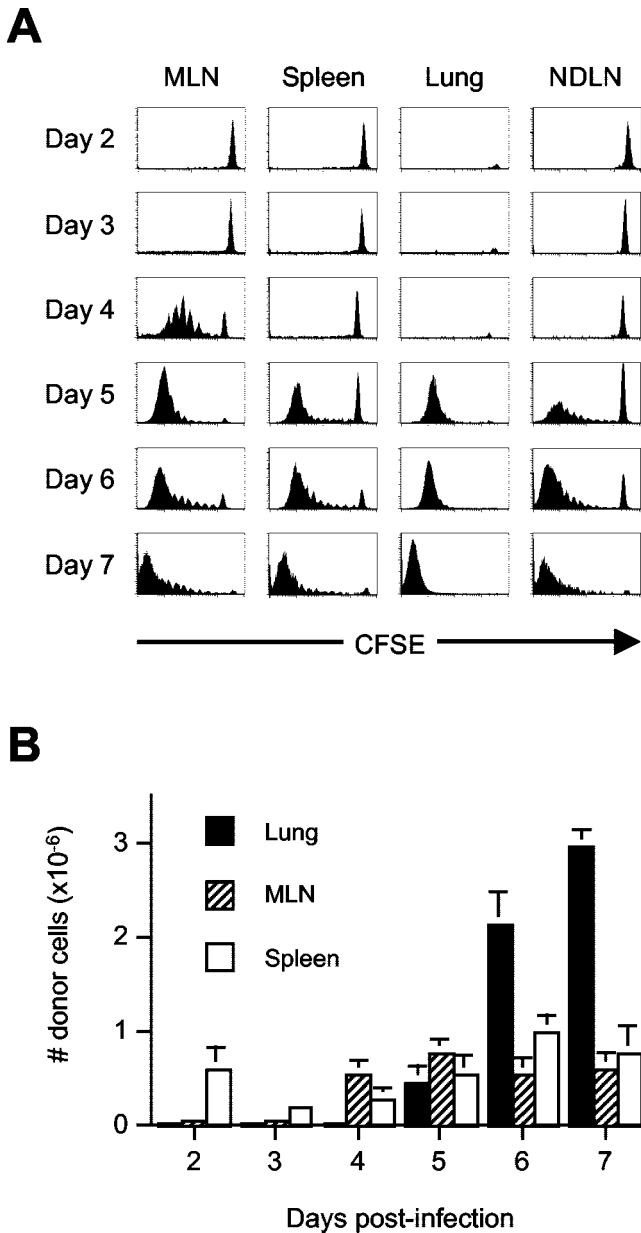 A
MLN Spleen Lung NDLN
Day 2
Day 3
Day 4
Day 5
Day 6
Day 7
CFSE
B
# donor cells (x10-6)
3
2
1
0
Lung
MLN
Spleen
2 3 4 5 6 7
Days post-infection